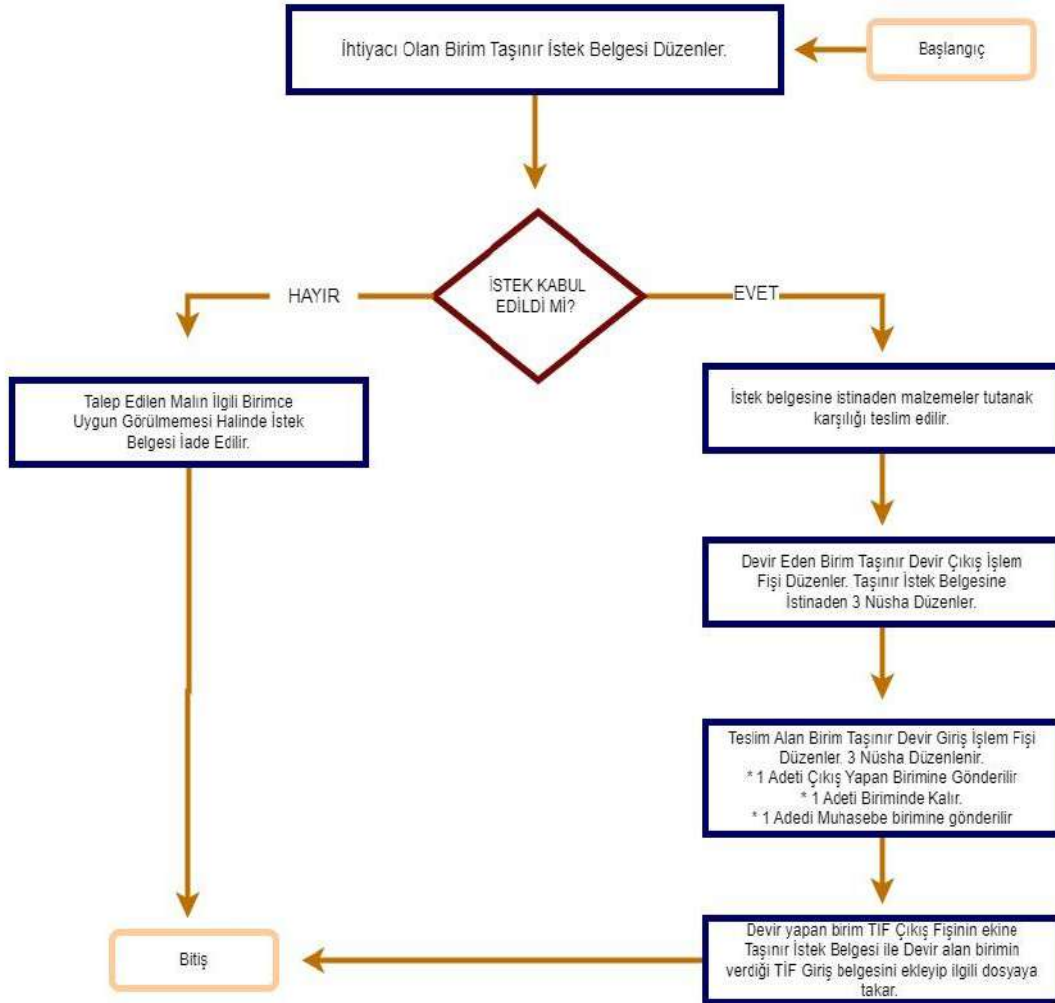 İhtiyacı Olan Birim Taşınır İstek Belgesi Düzenler.
Başlangıç
İSTEK KABUL
EDİLDİ Mİ?
HAYIR
EVET
Talep Edilen Malın İlgili Birimce
Uygun Görülmemesi Halinde İstek
Belgesi İade Edilir.
İstek belgesine istinaden malzemeler tutanak
karşılığı teslim edilir.
Devir Eden Birim Taşınır Devir Çıkış İşlem
Fişi Düzenler. Taşınır İstek Belgesine
İstinaden 3 Nüsha Düzenler.
Teslim Alan Birim Taşınır Devir Giriş İşlem Fişi
Düzenler. 3 Nüsha Düzenlenir.
* 1 Adeti Çıkış Yapan Birimine Gönderilir
* 1 Adeti Biriminde Kalır.
* 1 Adedi Muhasebe birimine gönderilir
Devir yapan birim TIF Çıkış Fişinin ekine
Taşınır İstek Belgesi ile Devir alan birimin
verdiği TİF Giriş belgesini ekleyip ilgili dosyaya
takar.
Bitiş